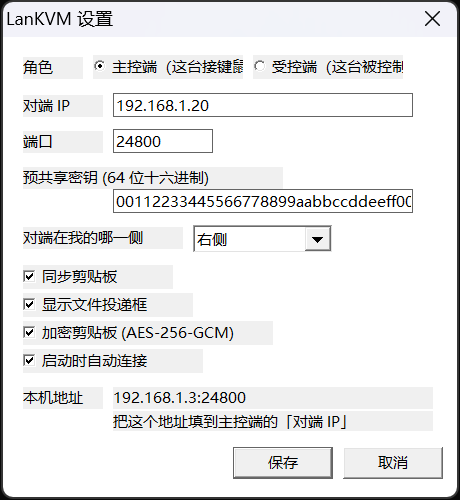 LanKVM 设置
角色 主控端（这台接键鼠 受控端（这台被控制
对端 IP 192.168.1.20
端口 24800
预共享密钥 (64 位十六进制)
00112233445566778899aabbccddeeff00
对端在我的哪一侧 右侧
同步剪贴板
显示文件投递框
加密剪贴板 (AES-256-GCM)
启动时自动连接
本机地址 192.168.1.3:24800
把这个地址填到主控端的「对端 IP」
保存 取消